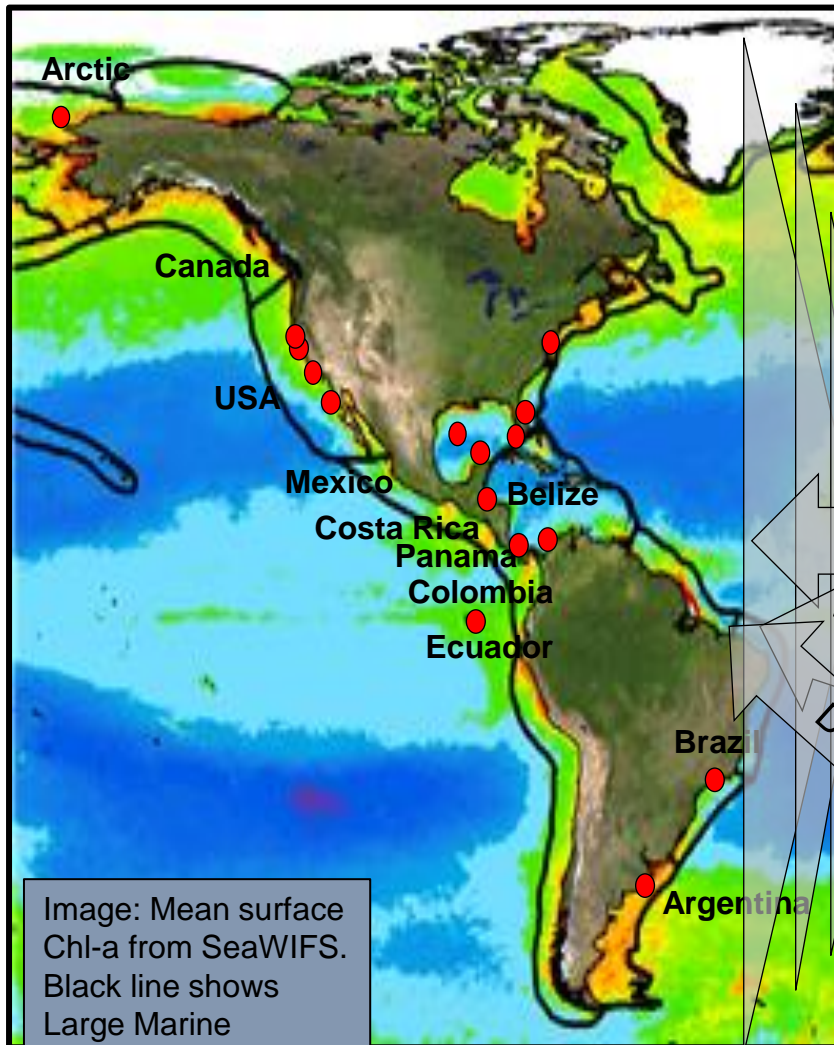 Arctic
Canada
USA
Mexico
Belize
Costa Rica
Panama
Colombia
Ecuador
Brazil
Argentina
Image: Mean surface
Chl-a from SeaWIFS.
Black line shows
Large Marine